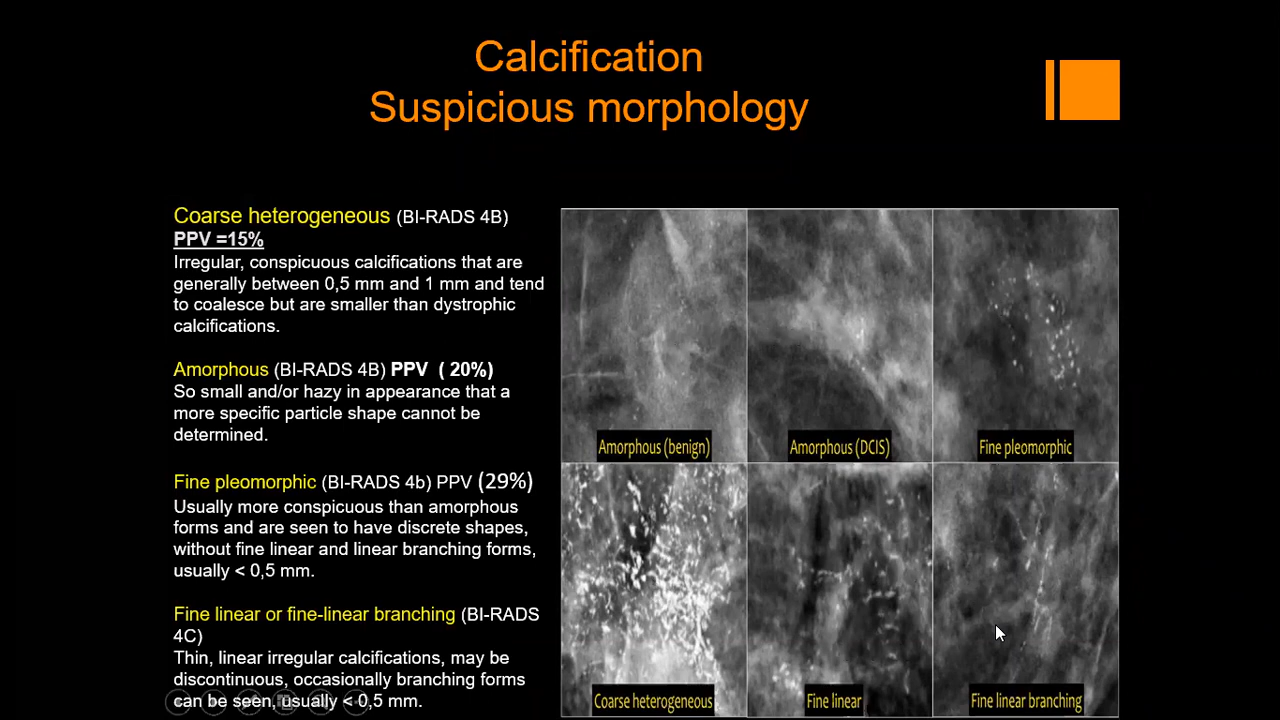 Calcification
Suspicious morphology
Coarse heterogeneous (BI-RADS 4B)
PPV =15%
Irregular, conspicuous calcifications that are
generally between 0,5 mm and 1 mm and tend
to coalesce but are smaller than dystrophic
calcifications.
Amorphous (BI-RADS 4B) PPV ( 20%)
So small and/or hazy in appearance that a
more specific particle shape cannot be
determined.
Fine pleomorphic (BI-RADS 4b) PPV (29%)
Usually more conspicuous than amorphous
forms and are seen to have discrete shapes,
without fine linear and linear branching forms,
usually < 0,5 mm.
Fine linear or fine-linear branching (BI-RADS
4C)
Thin, linear irregular calcifications, may be
discontinuous, occasionally branching forms
can be seen, usually < 0,5 mm.
Amorphous (benign)
Amorphous (DCIS)
Fine pleomorphic
Coarse heterogeneous
Fine linear
Fine linear branching